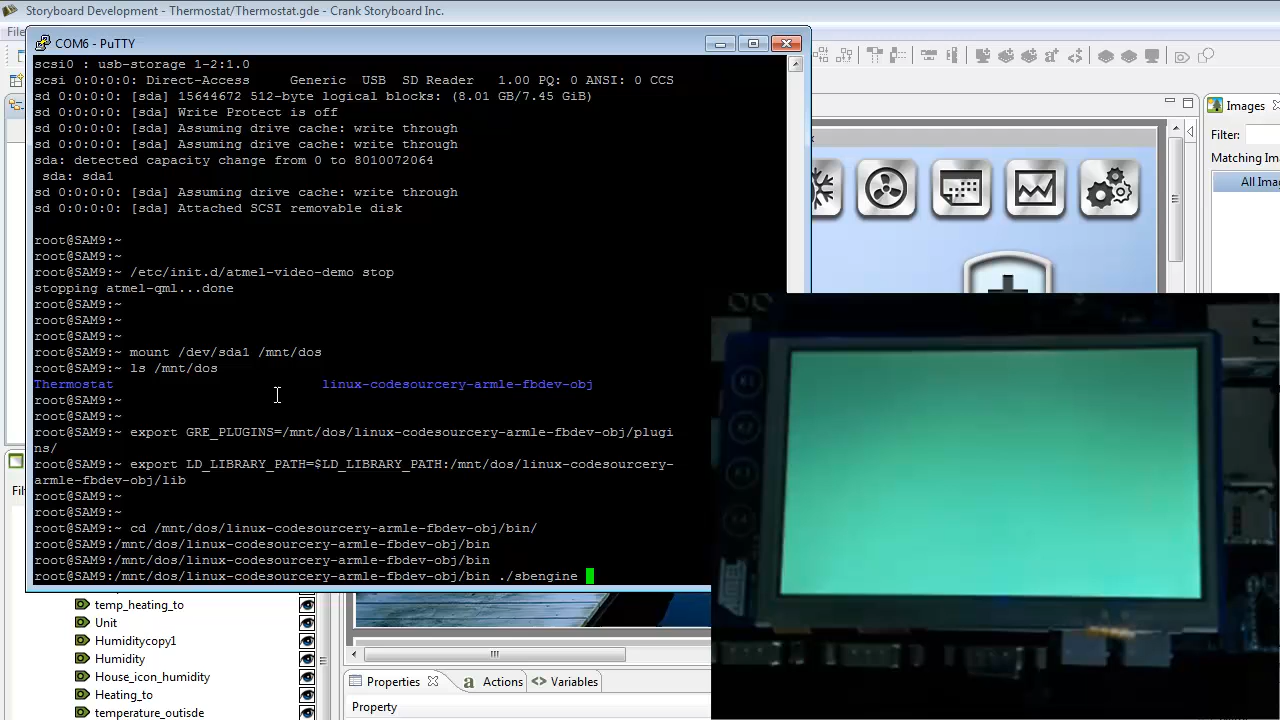 Storyboard Development - Thermostat/Thermostat.gde - Crank Storyboard Inc.
COM6 - PuTTY
scsi0 : usb-storage 1-2:1.0
scsi 0:0:0:0: Direct-Access     Generic  USB  SD Reader   1.00 PQ: 0 ANSI: 0 CCS
sd 0:0:0:0: [sda] 15644672 512-byte logical blocks: (8.01 GB/7.45 GiB)
sd 0:0:0:0: [sda] Write Protect is off
sd 0:0:0:0: [sda] Assuming drive cache: write through
sd 0:0:0:0: [sda] Assuming drive cache: write through
sda: detected capacity change from 0 to 8010072064
sda: sda1
sd 0:0:0:0: [sda] Assuming drive cache: write through
sd 0:0:0:0: [sda] Attached SCSI removable disk
root@SAM9:~
root@SAM9:~
root@SAM9:~ /etc/init.d/atmel-video-demo stop
stopping atmel-qml...done
root@SAM9:~
root@SAM9:~
root@SAM9:~
root@SAM9:~ mount /dev/sda1 /mnt/dos
root@SAM9:~ ls /mnt/dos
Thermostat                          linux-codesourcery-armle-fbdev-obj
root@SAM9:~
root@SAM9:~
root@SAM9:~ export GRE_PLUGINS=/mnt/dos/linux-codesourcery-armle-fbdev-obj/plugi
ns/
root@SAM9:~ export LD_LIBRARY_PATH=$LD_LIBRARY_PATH:/mnt/dos/linux-codesourcery-
armle-fbdev-obj/lib
root@SAM9:~
root@SAM9:~
root@SAM9:~ cd /mnt/dos/linux-codesourcery-armle-fbdev-obj/bin/
root@SAM9:/mnt/dos/linux-codesourcery-armle-fbdev-obj/bin
root@SAM9:/mnt/dos/linux-codesourcery-armle-fbdev-obj/bin
root@SAM9:/mnt/dos/linux-codesourcery-armle-fbdev-obj/bin ./sbengine
Images
Filter:
Matching Ima
All Imag
temp_heating_to
Unit
Humiditycopy1
Humidity
House_icon_humidity
Heating_to
temperature_outisde
Properties
Actions
Variables
Property